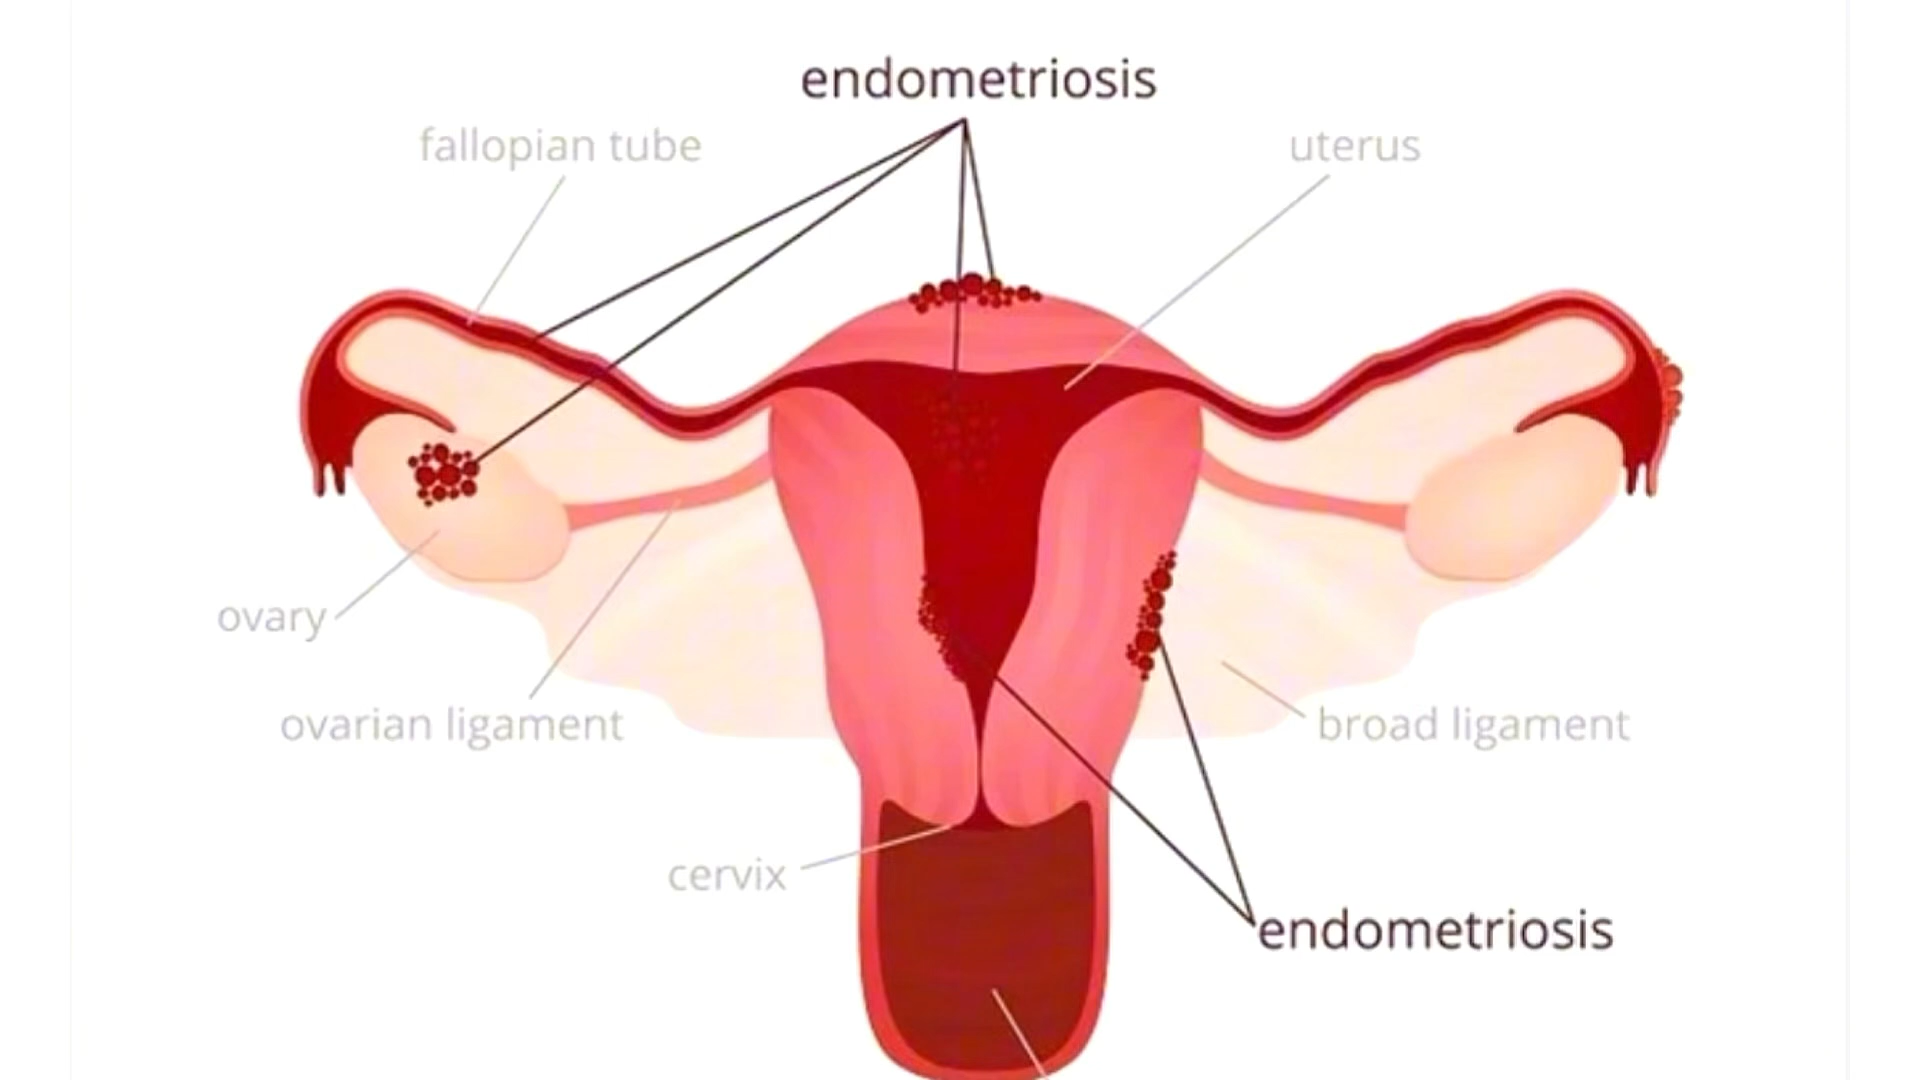 endometriosis
fallopian tube
uterus
ovary
ovarian ligament
broad ligament
cervix
endometriosis